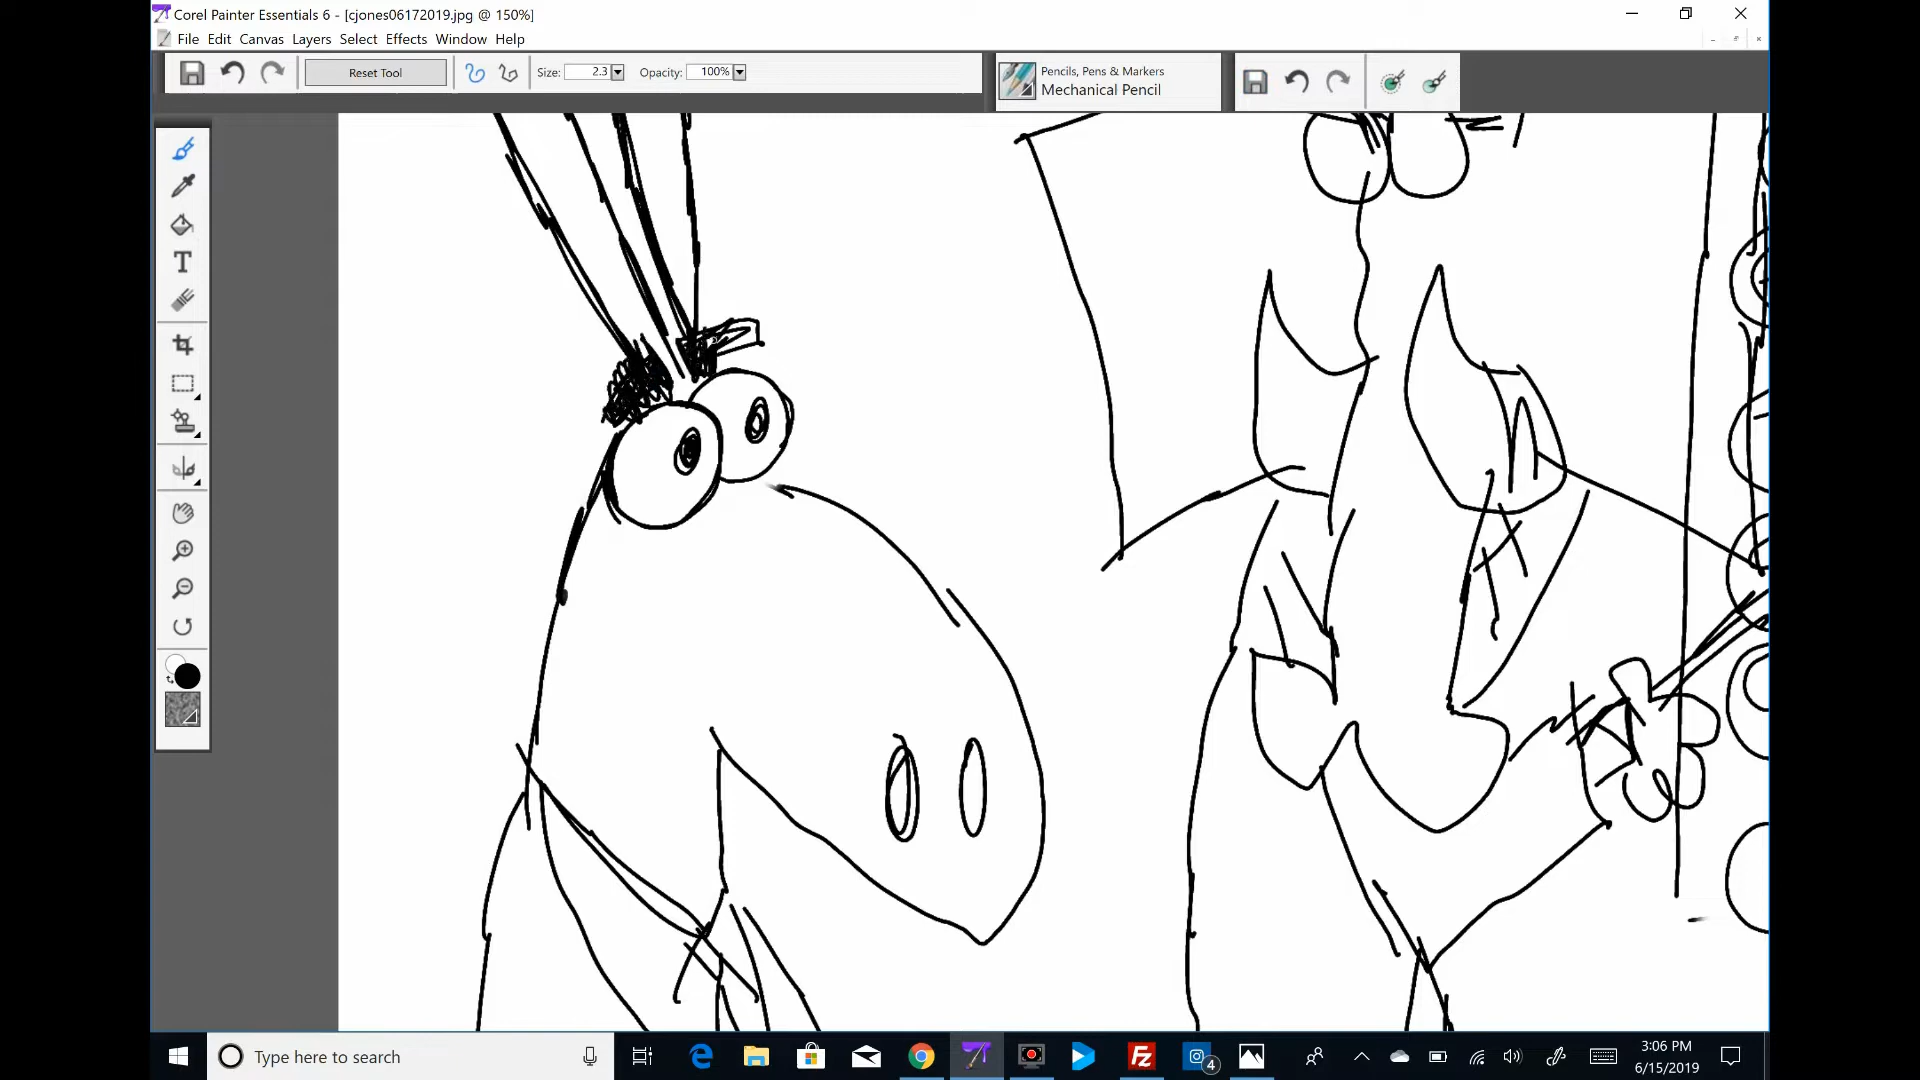 Corel Painter Essentials 6 - [cjones06172019.jpg @ 150%]
File Edit Canvas Layers Select Effects Window Help
Reset Tool
Size: 2.3
Opacity: 100%
Pencils, Pens & Markers
Mechanical Pencil
T
Type here to search
4
3:06 PM
6/15/2019